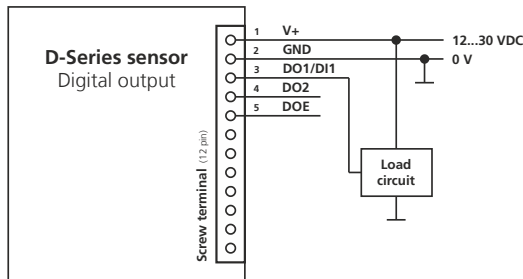 D-Series sensor
Digital output
Screw terminal (12 pin)
1 V+
2 GND
3 DO1/DI1
4 DO2
5 DOE
12...30 VDC
0 V
Load
circuit